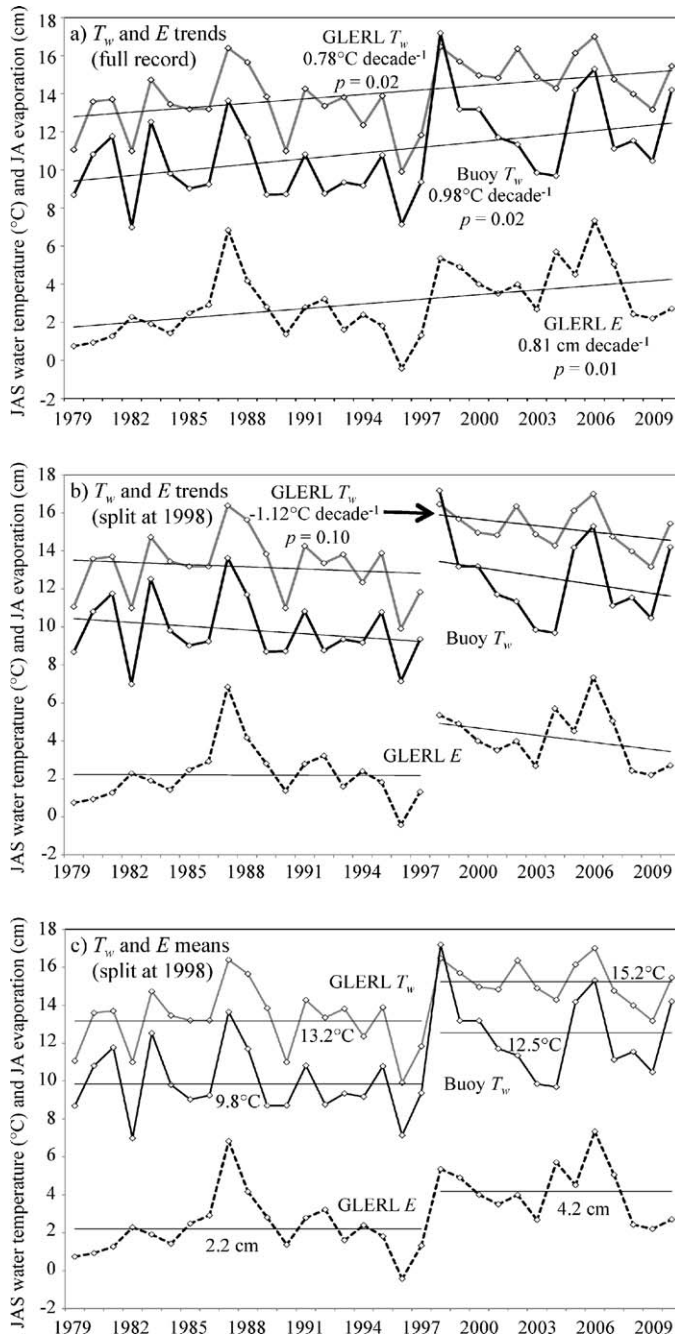 a) Tw and E trends
(full record)
GLERL Tw
0.78°C decade-1
p = 0.02
Buoy Tw
0.98°C decade-1
p = 0.02
GLERL E
0.81 cm decade-1
p = 0.01
JAS water temperature (°C) and JA evaporation (cm)
18
16
14
12
10
8
6
4
2
0
-2
1979 1982 1985 1988 1991 1994 1997 2000 2003 2006 2009
b) Tw and E trends
(split at 1998)
GLERL Tw
-1.12°C decade-1
p = 0.10
Buoy Tw
GLERL E
JAS water temperature (°C) and JA evaporation (cm)
18
16
14
12
10
8
6
4
2
0
-2
1979 1982 1985 1988 1991 1994 1997 2000 2003 2006 2009
c) Tw and E means
(split at 1998)
GLERL Tw
15.2°C
13.2°C
12.5°C
Buoy Tw
9.8°C
GLERL E
4.2 cm
2.2 cm
JAS water temperature (°C) and JA evaporation (cm)
18
16
14
12
10
8
6
4
2
0
-2
1979 1982 1985 1988 1991 1994 1997 2000 2003 2006 2009